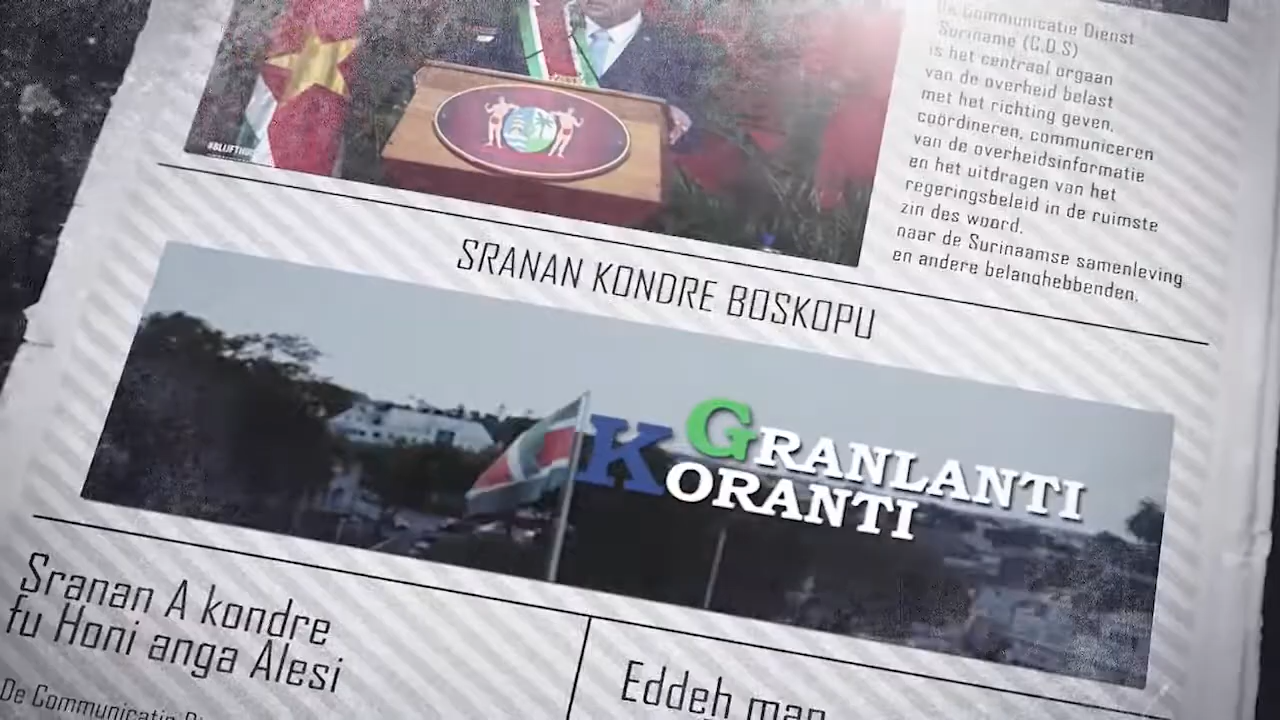 De Communicatie Dienst
Suriname (C.D.S)
is het centraal orgaan
van de overheid belast
met het richting geven,
coördineren, communiceren
van de overheidsinformatie
en het uitdragen van het
regeringsbeleid in de ruimste
zin des woord.
naar de Surinaamse samenleving
en andere belanghebbenden.
SRANAN KONDRE BOSKOPU
GRANLANTI
KORANTI
Sranan A kondre
fu Honi anga Alesi
De Communicatie
Eddeh man